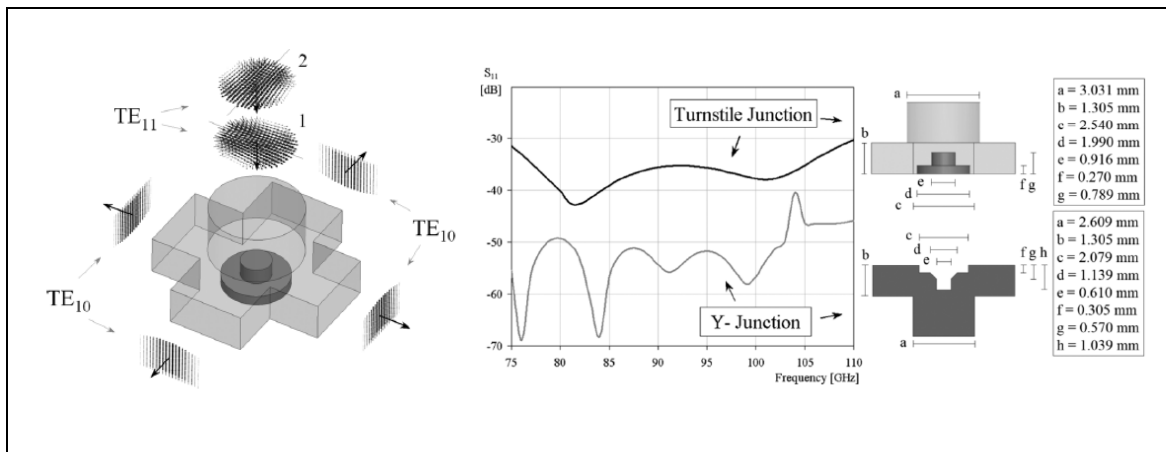 2
TE11
1
TE10
TE10
S11
[dB]
-30
-40
-50
-60
-70
75
80
85
90
95
100
105
110
Frequency [GHz]
Turnstile Junction
Y- Junction
a
b
e
d
c
f g
a = 3.031 mm
b = 1.305 mm
c = 2.540 mm
d = 1.990 mm
e = 0.916 mm
f = 0.270 mm
g = 0.789 mm
c
d
e
b
f g h
a
a = 2.609 mm
b = 1.305 mm
c = 2.079 mm
d = 1.139 mm
e = 0.610 mm
f = 0.305 mm
g = 0.570 mm
h = 1.039 mm